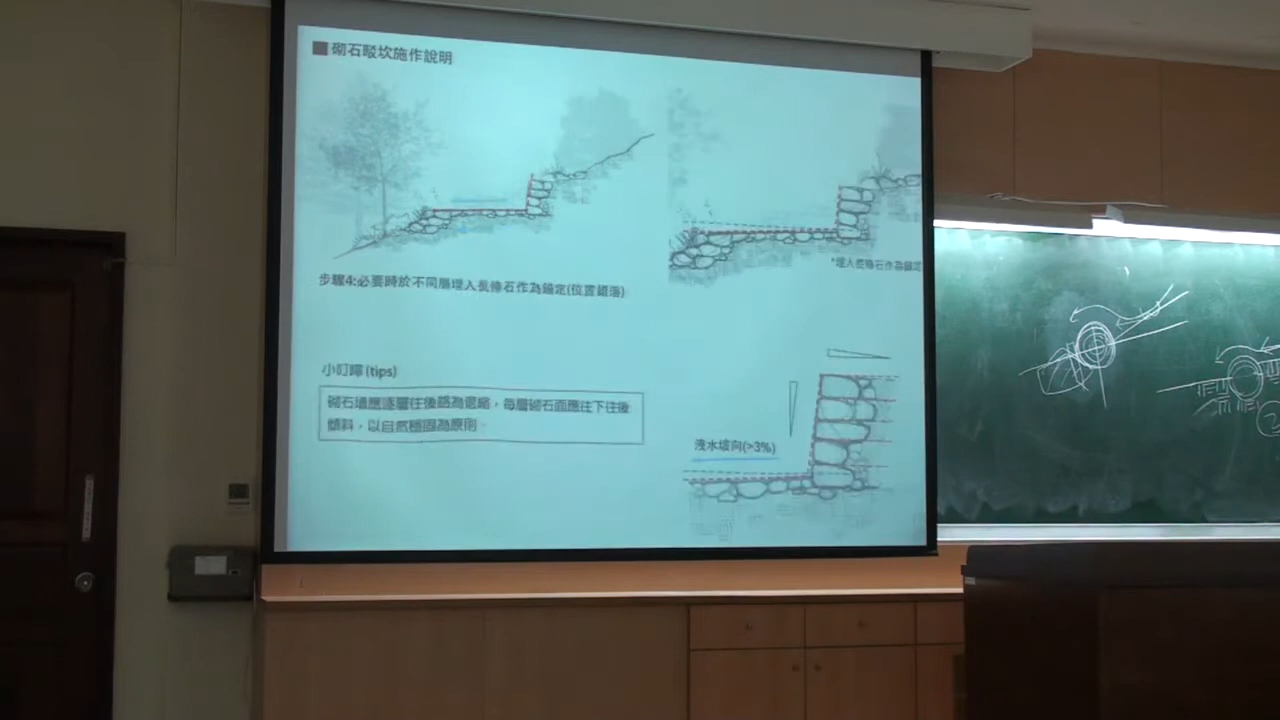 砌石駁坎施作說明
步驟4:必要時於不同層埋入長條石作為錨定(位置錯落)
*埋入長條石作為錨定
小叮嚀 (tips)
砌石牆應逐層往後略為退縮，每層砌石面應往下往後
傾斜，以自然穩固為原則。
洩水坡向(>3%)